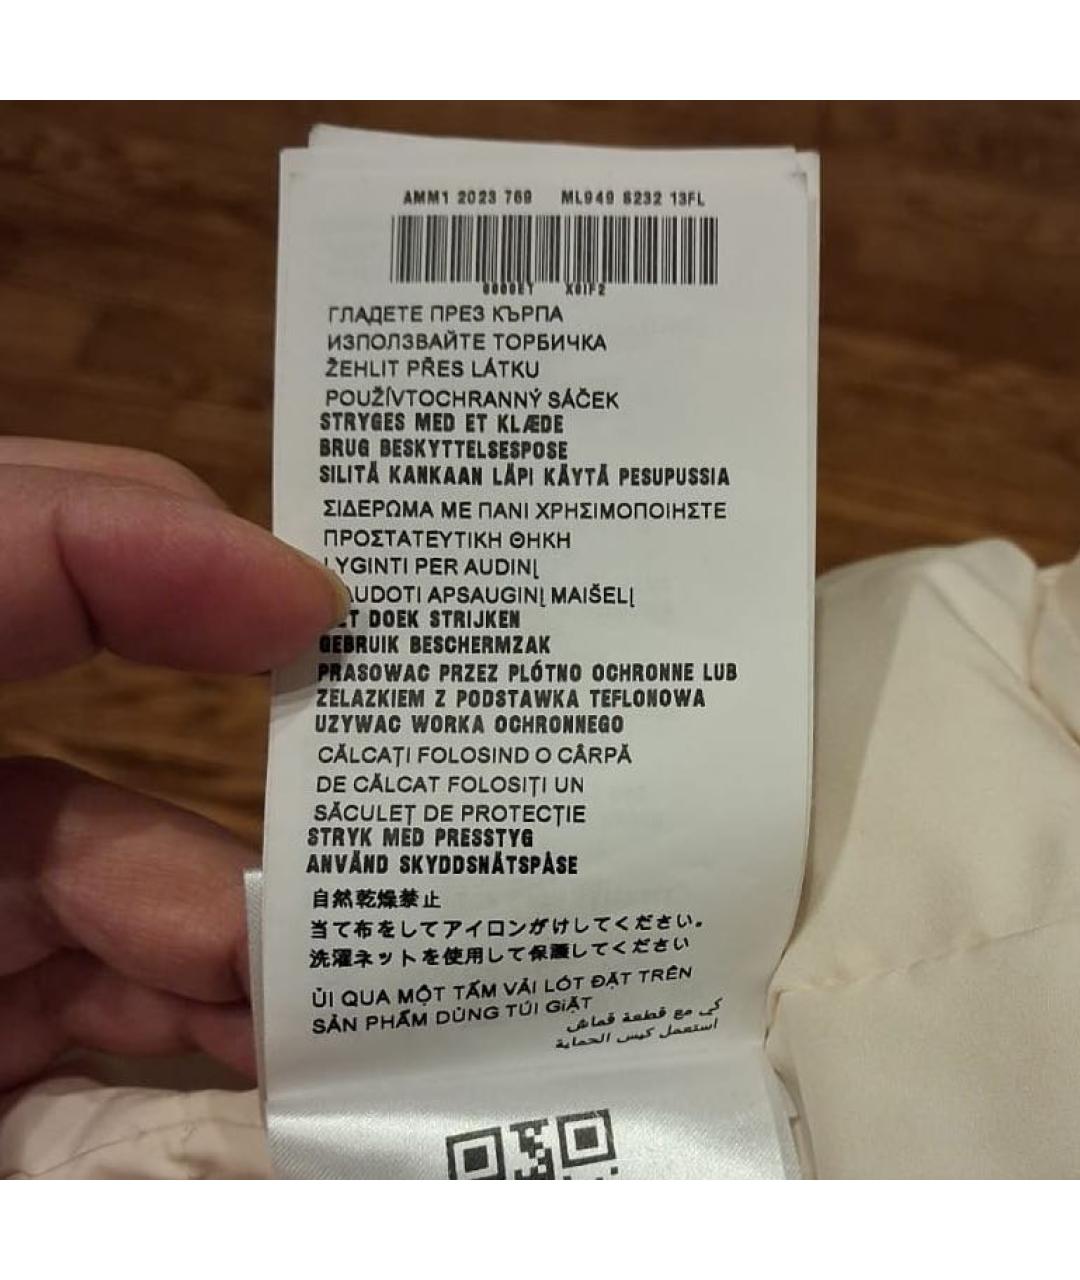 AMM1 2023 769 ML949 S232 13FL
ГЛАДЕТЕ ПРЕЗ КЪРПА
ИЗПОЛЗВАЙТЕ ТОРБИЧКА
ŽEHLIT PŘES LÁTKU
POUŽÍVTOCHRANNÝ SÁČEK
STRYGES MED ET KLÆDE
BRUG BESKYTTELSESPOSE
SILITÄ KANKAAN LÄPI KÄYTÄ PESUPUSSIA
ΣΙΔΕΡΩΜΑ ΜΕ ΠΑΝΙ ΧΡΗΣΙΜΟΠΟΙΗΣΤΕ
ΠΡΟΣΤΑΤΕΥΤΙΚΗ ΘΗΚΗ
LYGINTI PER AUDINĮ
APSAUGINĮ MAIŠELĮ
DOEK STRIJKEN
GEBRUIK BESCHERMZAK
PRASOWAC PRZEZ PLÓTNO OCHRONNE LUB
ZELAZKIEM Z PODSTAWKA TEFLONOWA
UZYWAC WORKA OCHRONNEGO
CĂLCAȚI FOLOSIND O CÂRPĂ
DE CĂLCAT FOLOSIȚI UN
SĂCULEȚ DE PROTECȚIE
STRYK MED PRESSTYG
ANVÄND SKYDDSNÄTSPÅSE
自然乾燥禁止
当て布をしてアイロンがけしてください。
洗濯ネットを使用して保護してください
ỦI QUA MỘT TẤM VẢI LÓT ĐẶT TRÊN
SẢN PHẨM DÙNG TÚI GIẶT
كي مع قطعة قماش
استعمل كيس الحماية